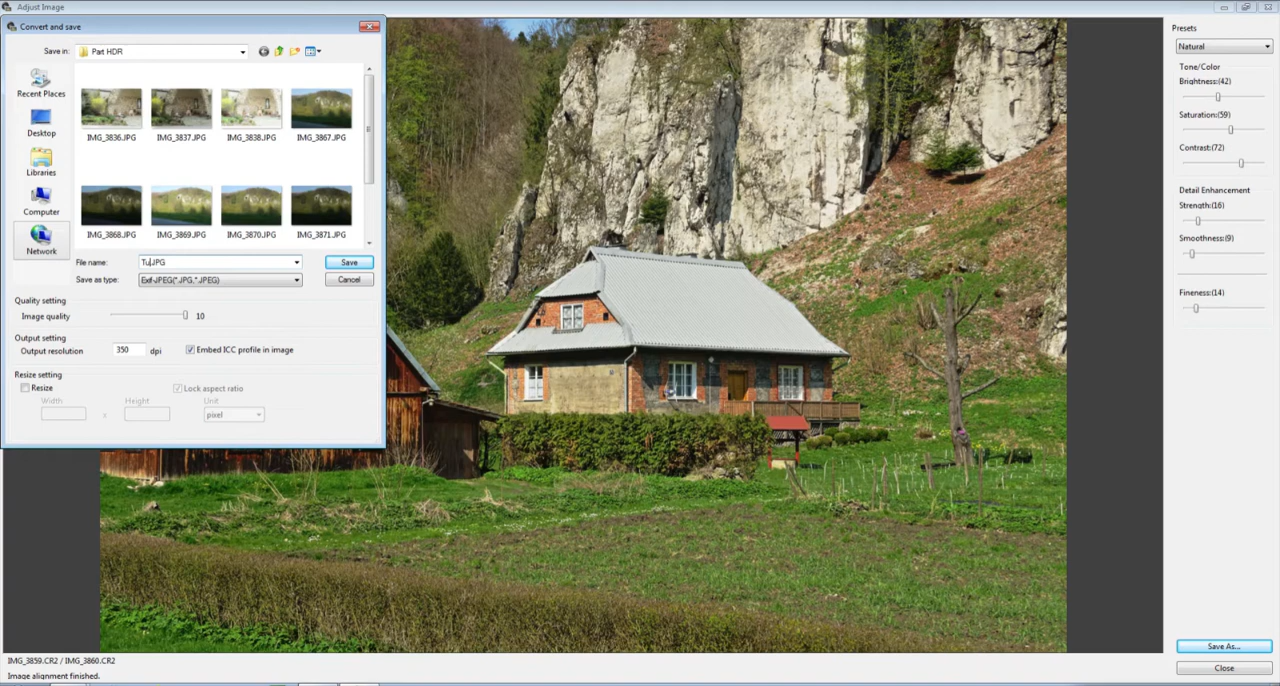 Adjust Image
Convert and save
Save in:
Part HDR
Recent Places
Desktop
Libraries
Computer
Network
IMG_3836.JPG
IMG_3837.JPG
IMG_3838.JPG
IMG_3867.JPG
IMG_3868.JPG
IMG_3869.JPG
IMG_3870.JPG
IMG_3871.JPG
File name:
Tu.JPG
Save
Save as type:
Exif-JPEG(*.JPG,*.JPEG)
Cancel
Quality setting
Image quality
10
Output setting
Output resolution
350
dpi
Embed ICC profile in image
Resize setting
Resize
Lock aspect ratio
Width
Height
Unit
x
pixel
Presets
Natural
Tone/Color
Brightness:(42)
Saturation:(59)
Contrast:(72)
Detail Enhancement
Strength:(16)
Smoothness:(9)
Fineness:(14)
Save As...
Close
IMG_3859.CR2 / IMG_3860.CR2
Image alignment finished.